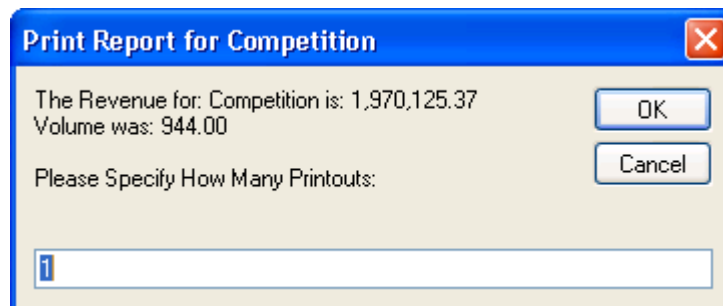 Print Report for Competition
The Revenue for: Competition is: 1,970,125.37
Volume was: 944.00
OK
Cancel
Please Specify How Many Printouts:
1